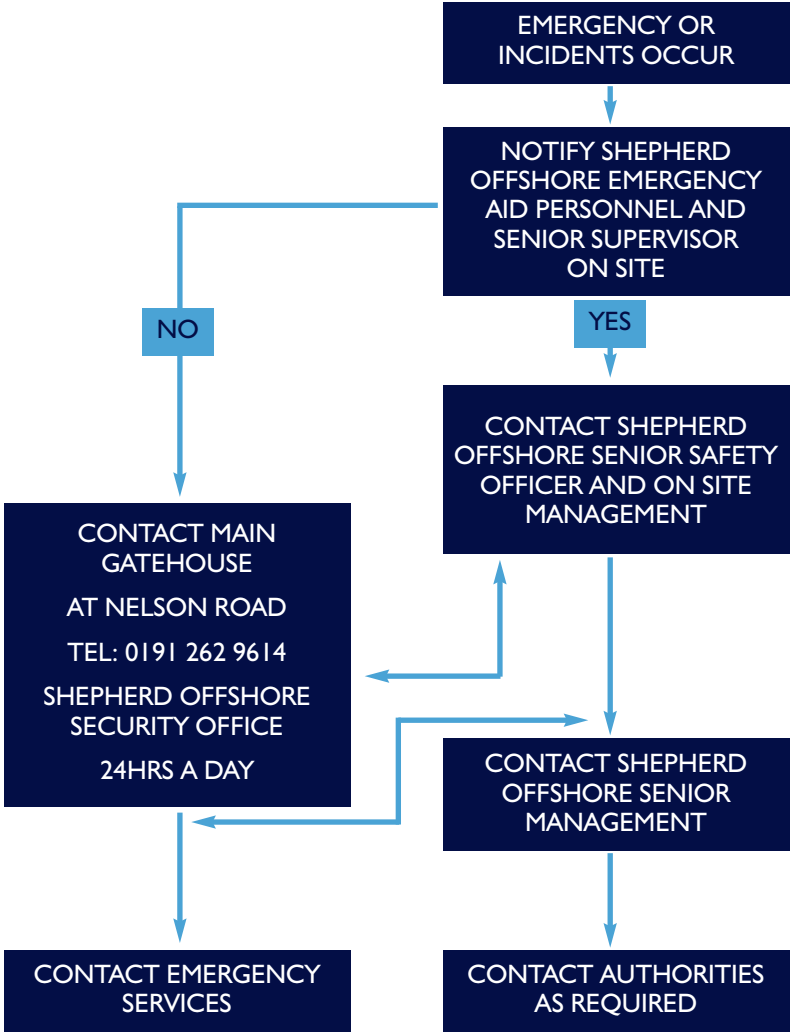 EMERGENCY OR
INCIDENTS OCCUR
NOTIFY SHEPHERD
OFFSHORE EMERGENCY
AID PERSONNEL AND
SENIOR SUPERVISOR
ON SITE
NO
YES
CONTACT SHEPHERD
OFFSHORE SENIOR SAFETY
OFFICER AND ON SITE
MANAGEMENT
CONTACT MAIN
GATEHOUSE
AT NELSON ROAD
TEL: 0191 262 9614
SHEPHERD OFFSHORE
SECURITY OFFICE
24HRS A DAY
CONTACT SHEPHERD
OFFSHORE SENIOR
MANAGEMENT
CONTACT EMERGENCY
SERVICES
CONTACT AUTHORITIES
AS REQUIRED